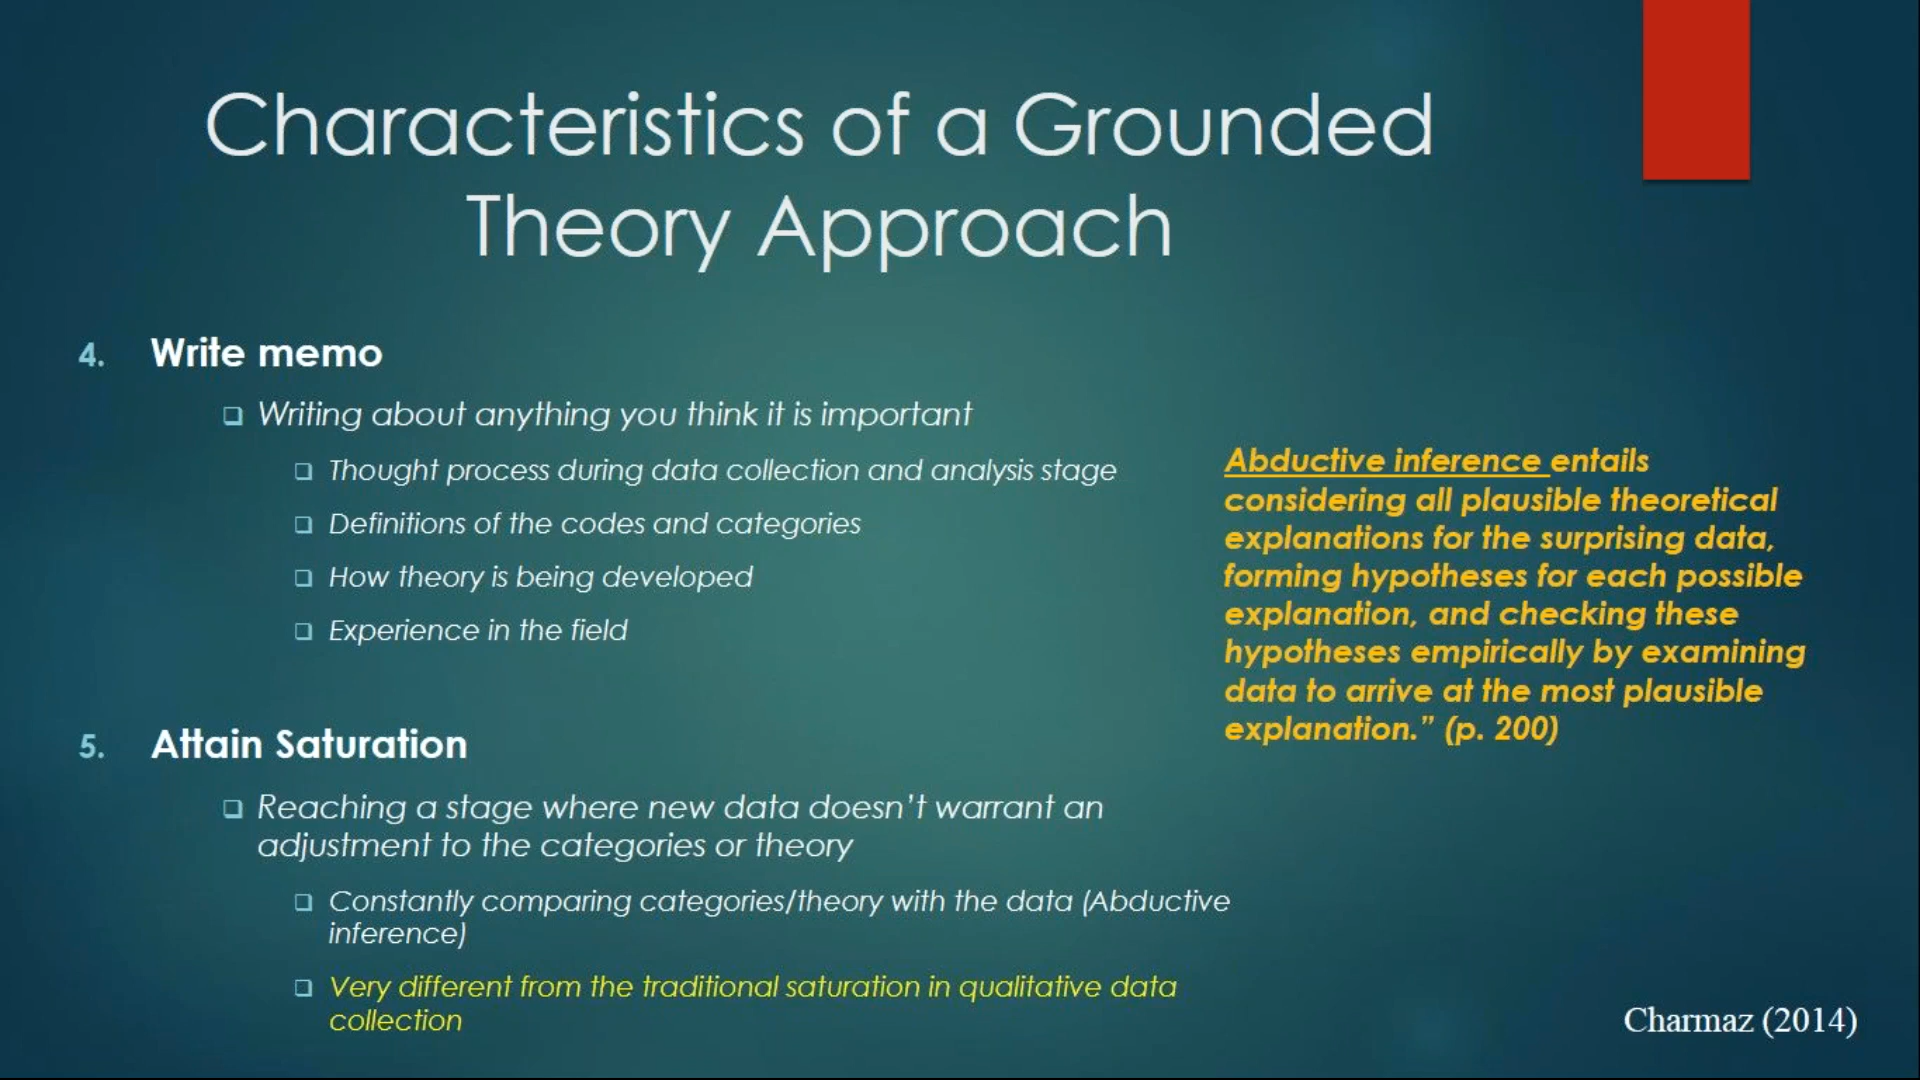 Characteristics of a Grounded
Theory Approach
4. Write memo
Writing about anything you think it is important
Thought process during data collection and analysis stage
Definitions of the codes and categories
How theory is being developed
Experience in the field
5. Attain Saturation
Reaching a stage where new data doesn't warrant an
adjustment to the categories or theory
Constantly comparing categories/theory with the data (Abductive
inference)
Very different from the traditional saturation in qualitative data
collection
Abductive inference entails
considering all plausible theoretical
explanations for the surprising data,
forming hypotheses for each possible
explanation, and checking these
hypotheses empirically by examining
data to arrive at the most plausible
explanation.” (p. 200)
Charmaz (2014)